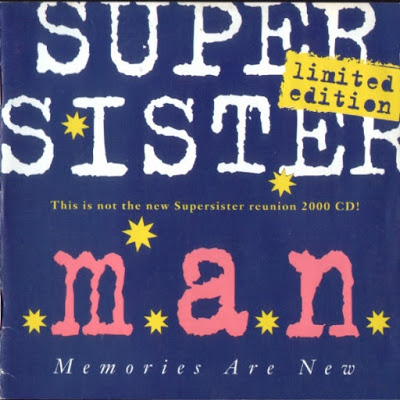 SUPER
limited
edition
SISTER
This is not the new Supersister reunion 2000 CD!
m.a.n.
Memories Are New